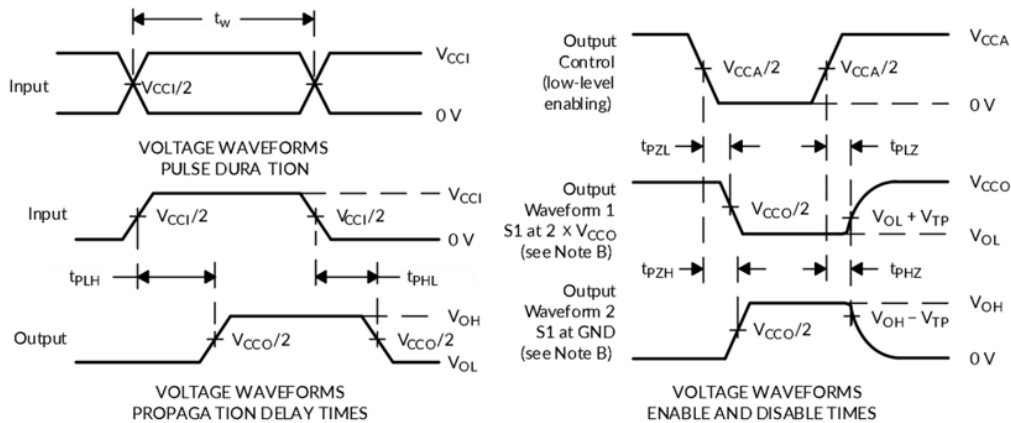 tw
VCCI
Input
VCCI/2
0 V
VOLTAGE WAVEFORMS
PULSE DURA TION
VCCI
Input
VCCI/2
VCCI/2
0 V
tPLH
tPHL
VOH
Output
VCCO/2
VCCO/2
VOL
VOLTAGE WAVEFORMS
PROPAGATION DELAY TIMES
Output
Control
(low-level
enabling)
VCCA
VCCA/2
VCCA/2
0 V
tPZL
tPLZ
Output
Waveform 1
S1 at 2 × VCCO
(see Note B)
VCCO
VCCO/2
VOL + VTP
VOL
tPZH
tPHZ
Output
Waveform 2
S1 at GND
(see Note B)
VOH
VCCO/2
VOH – VTP
0 V
VOLTAGE WAVEFORMS
ENABLE AND DISABLE TIMES